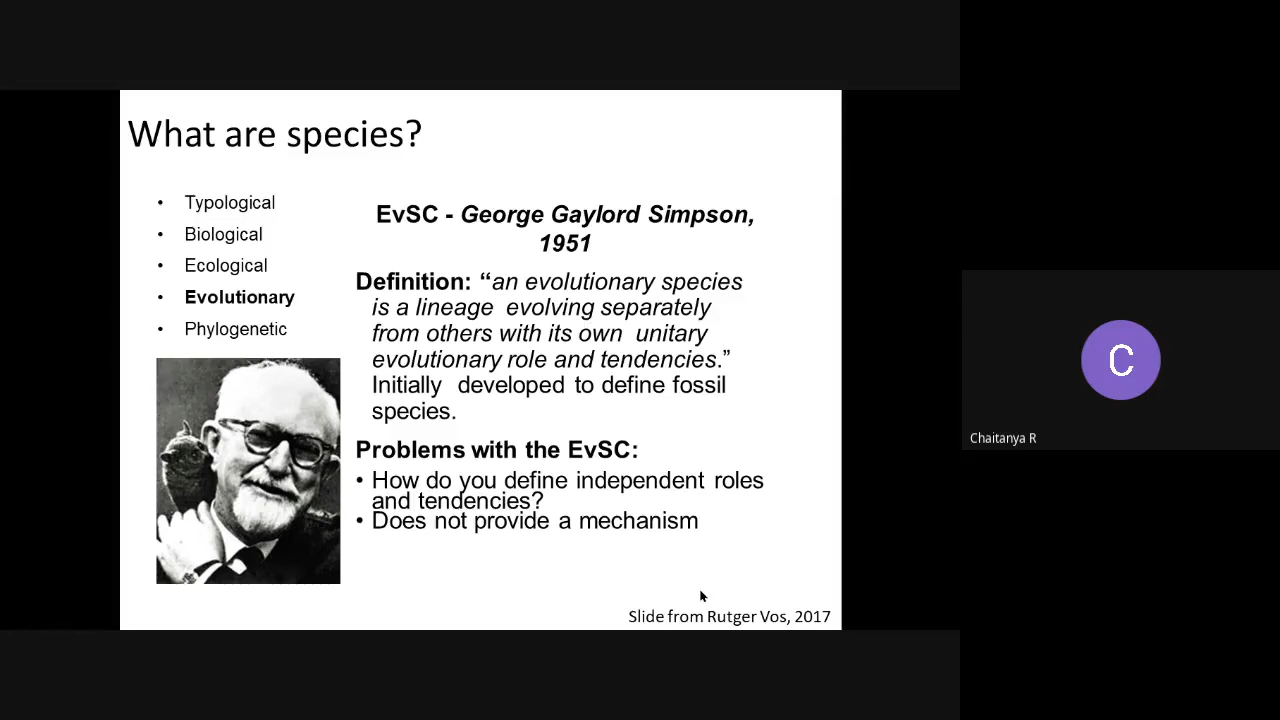 What are species?
• Typological
• Biological
• Ecological
• Evolutionary
• Phylogenetic
EvSC - George Gaylord Simpson,
1951
Definition: “an evolutionary species
is a lineage evolving separately
from others with its own unitary
evolutionary role and tendencies.”
Initially developed to define fossil
species.
Problems with the EvSC:
• How do you define independent roles
and tendencies?
• Does not provide a mechanism
Slide from Rutger Vos, 2017
C
Chaitanya R